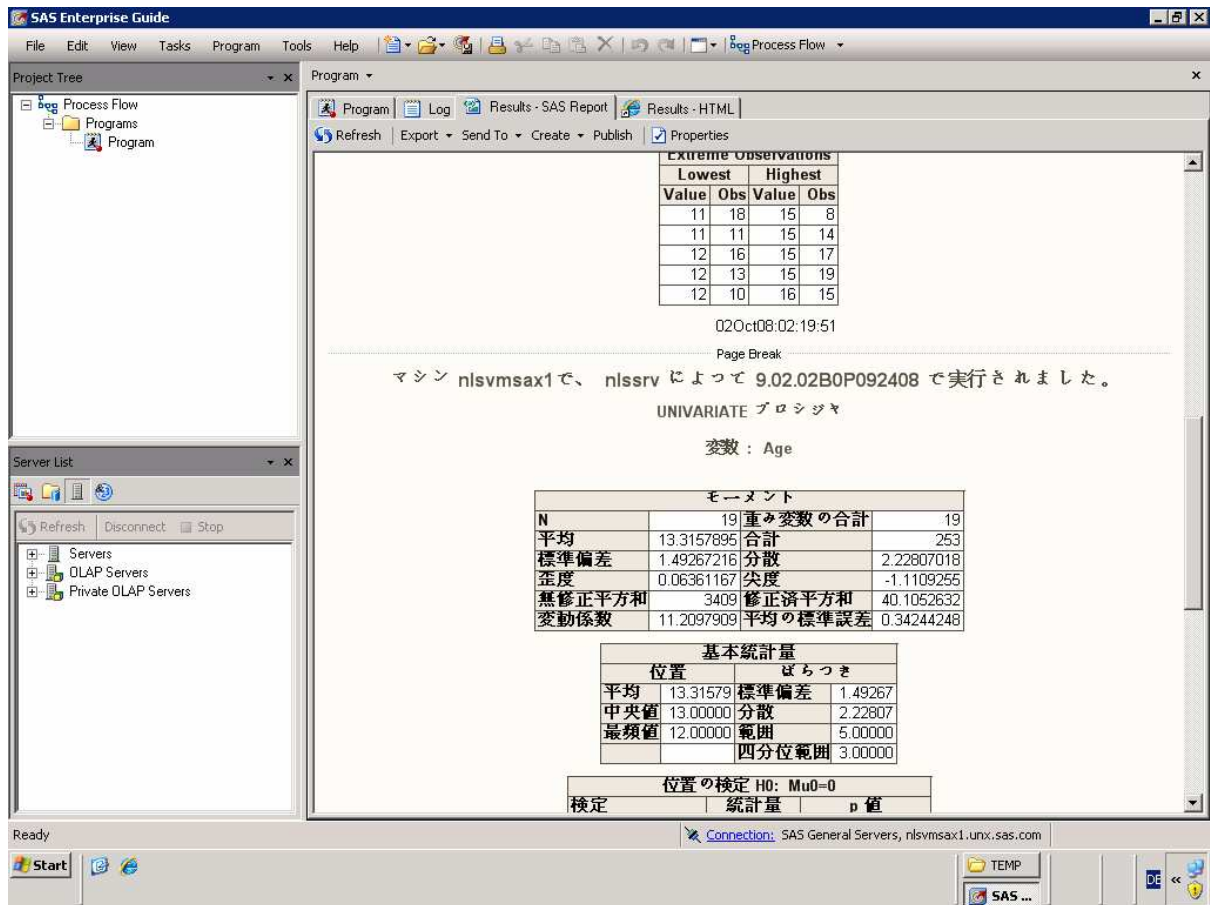 SAS Enterprise Guide
File Edit View Tasks Program Tools Help Process Flow
Project Tree
Process Flow
Programs
Program
Server List
Refresh Disconnect Stop
Servers
OLAP Servers
Private OLAP Servers
Program
Program Log Results - SAS Report Results - HTML
Refresh Export Send To Create Publish Properties
Extreme Observations
Lowest Highest
Value Obs Value Obs
11 18 15 8
11 11 15 14
12 16 15 17
12 13 15 19
12 10 16 15
02Oct08:02:19:51
Page Break
マシン nlsvmsax1で、 nlssrv によって 9.02.02B0P092408 で実行されました。
UNIVARIATE プロシジャ
変数 : Age
モーメント
N 19 重み変数の合計 19
平均 13.3157895 合計 253
標準偏差 1.49267216 分散 2.22807018
歪度 0.06361167 尖度 -1.1109255
無修正平方和 3409 修正済平方和 40.1052632
変動係数 11.2097909 平均の標準誤差 0.34244248
基本統計量
位置 ばらつき
平均 13.31579 標準偏差 1.49267
中央値 13.00000 分散 2.22807
最頻値 12.00000 範囲 5.00000
四分位範囲 3.00000
位置の検定 H0: Mu0=0
検定 統計量 p 値
Ready
Connection: SAS General Servers, nlsvmsax1.unx.sas.com
Start
TEMP
SAS ...
DE «